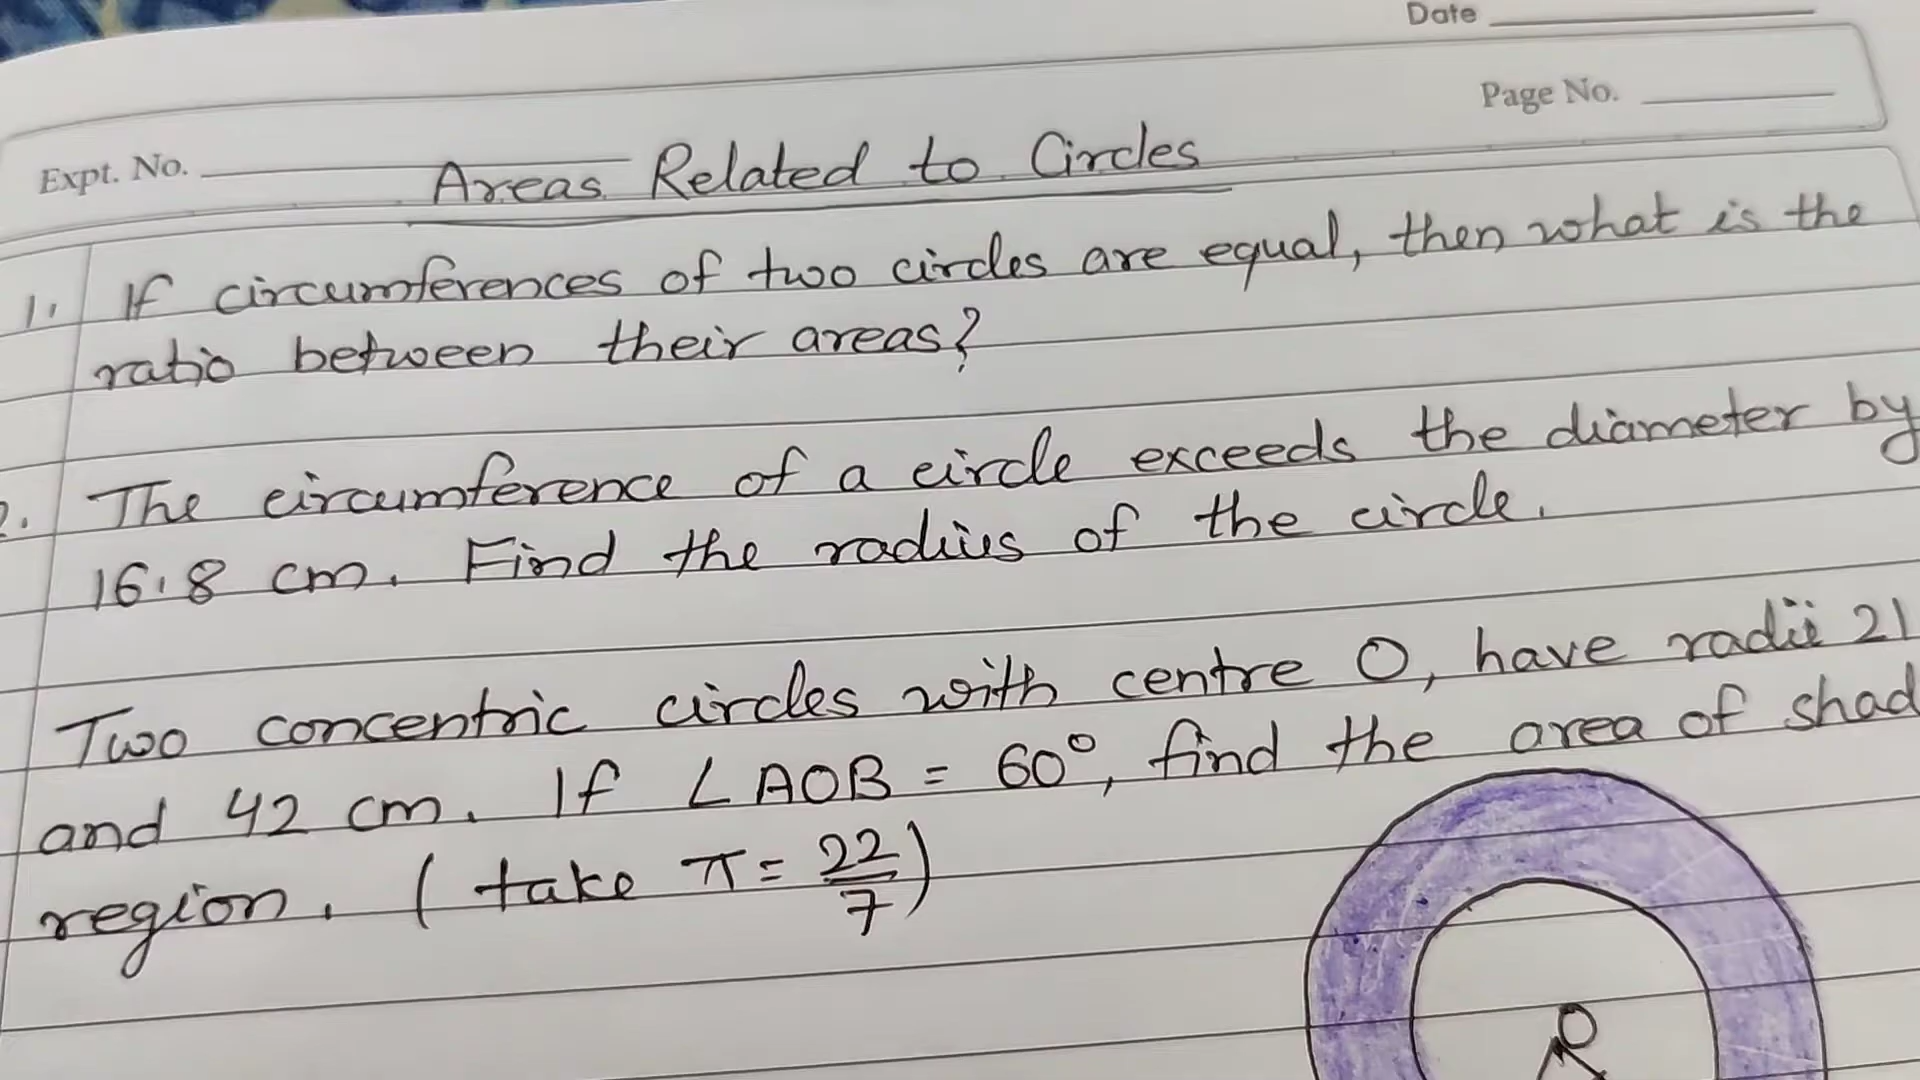 Date
Page No.
Expt. No.
Areas Related to Circles
1. If circumferences of two circles are equal, then what is the
ratio between their areas?
2. The circumference of a circle exceeds the diameter by
16.8 cm. Find the radius of the circle.
Two concentric circles with centre O, have radii 21
and 42 cm. If ∠AOB = 60°, find the area of shad
region. (take π = 22/7)
O